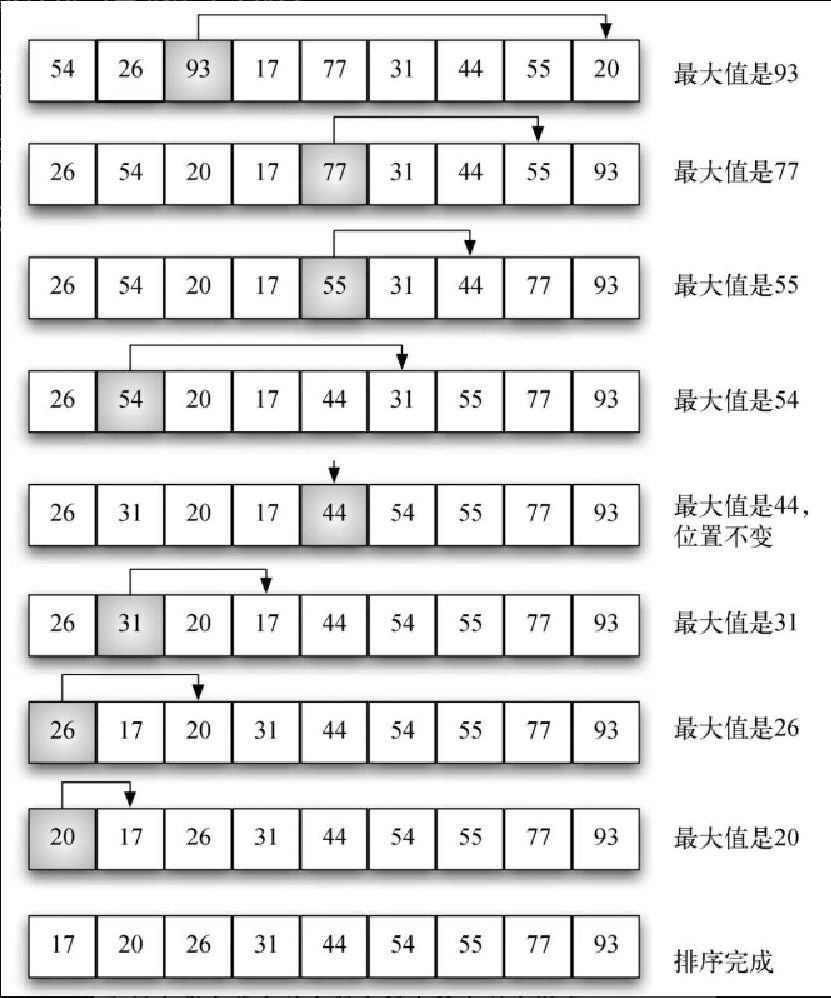 54 26 93 17 77 31 44 55 20 最大值是93
26 54 20 17 77 31 44 55 93 最大值是77
26 54 20 17 55 31 44 77 93 最大值是55
26 54 20 17 44 31 55 77 93 最大值是54
26 31 20 17 44 54 55 77 93 最大值是44，
位置不变
26 31 20 17 44 54 55 77 93 最大值是31
26 17 20 31 44 54 55 77 93 最大值是26
20 17 26 31 44 54 55 77 93 最大值是20
17 20 26 31 44 54 55 77 93 排序完成